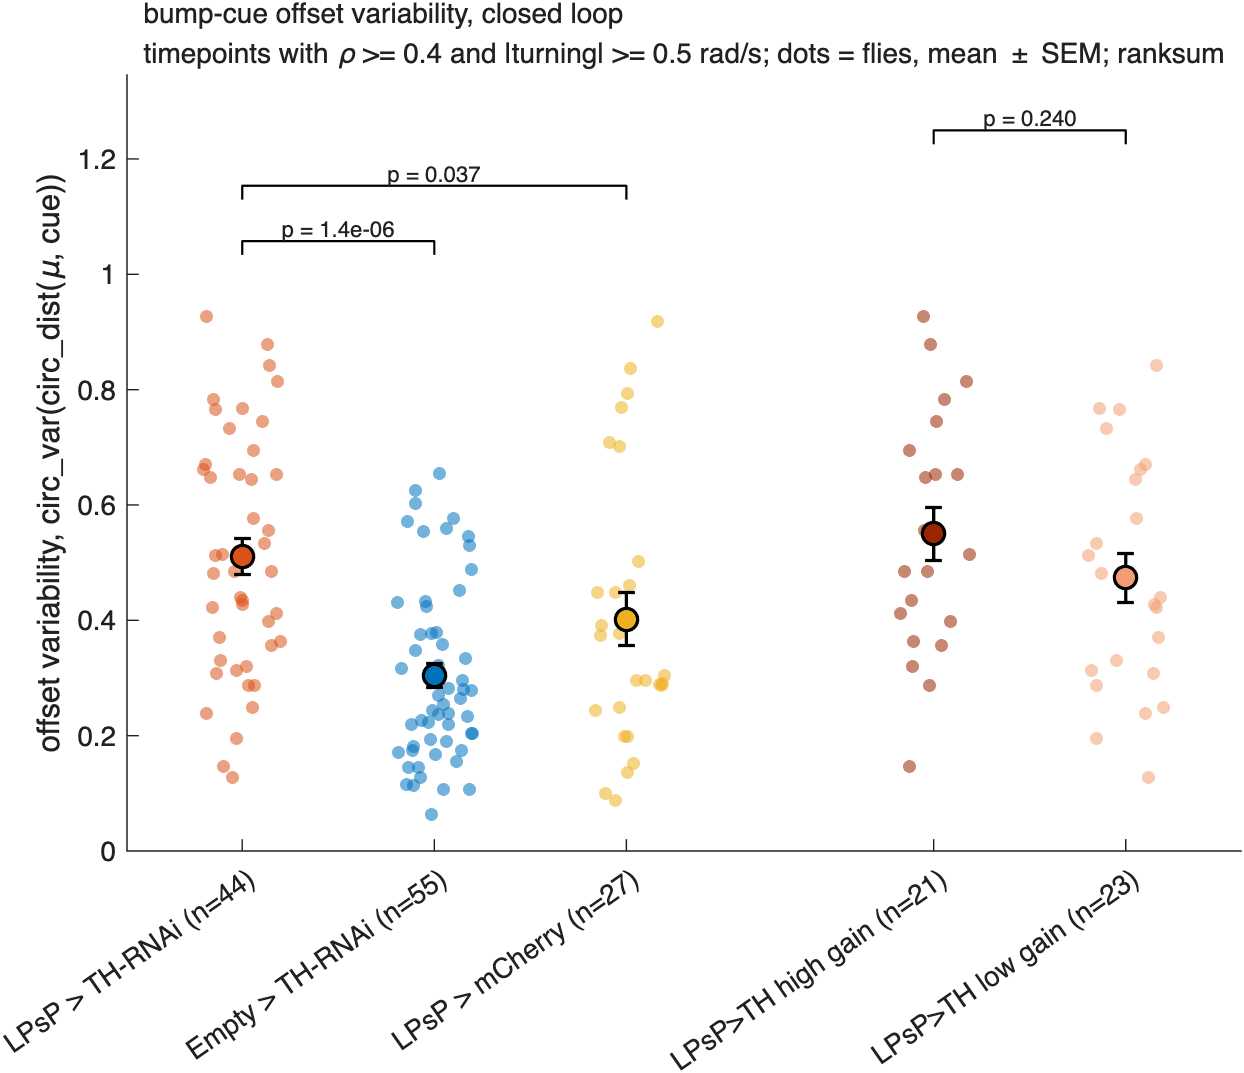 bump-cue offset variability, closed loop
timepoints with ρ >= 0.4 and |turning| >= 0.5 rad/s; dots = flies, mean ± SEM; ranksum
p = 0.240
p = 0.037
p = 1.4e-06
offset variability, circ_var(circ_dist(μ, cue))
1.2
1
0.8
0.6
0.4
0.2
0
LPsP > TH-RNAi (n=44)
Empty > TH-RNAi (n=55)
LPsP > mCherry (n=27)
LPsP>TH high gain (n=21)
LPsP>TH low gain (n=23)